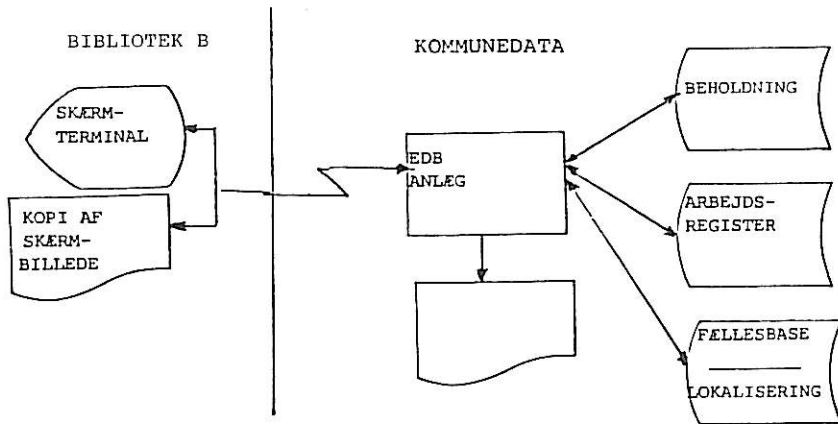 BIBLIOTEK B
KOMMUNEDATA
SKÆRM-
TERMINAL
KOPI AF
SKÆRM-
BILLEDE
EDB
ANLÆG
BEHOLDNING
ARBEJDS-
REGISTER
FÆLLESBASE
LOKALISERING